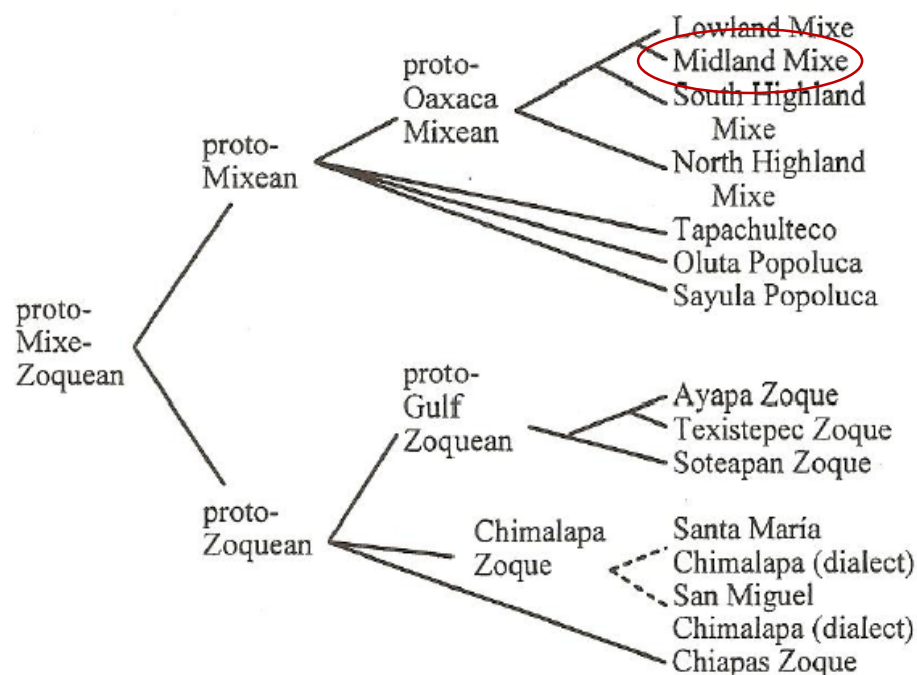 Lowland Mixe
Midland Mixe
South Highland
Mixe
North Highland
Mixe
Tapachulteco
Oluta Popoluca
Sayula Popoluca
proto-
Oaxaca
Mixean
proto-
Mixean
proto-
Mixe-
Zoquean
proto-
Gulf
Zoquean
Ayapa Zoque
Texistepec Zoque
Soteapan Zoque
proto-
Zoquean
Chimalapa
Zoque
Santa María
Chimalapa (dialect)
San Miguel
Chimalapa (dialect)
Chiapas Zoque